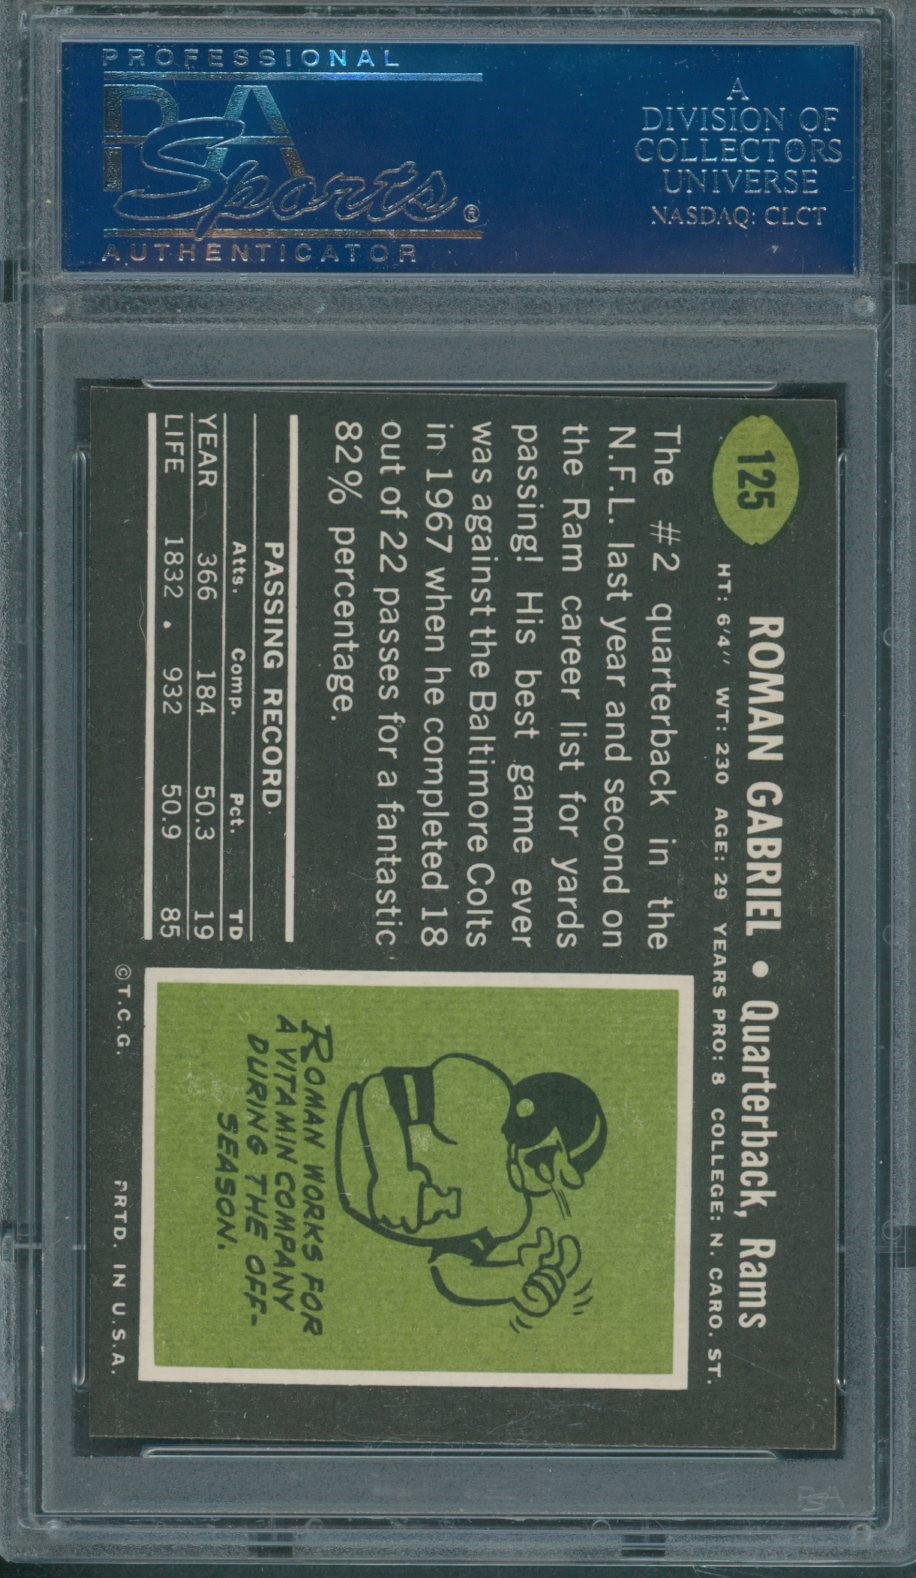 PROFESSIONAL
PSA
Sports®
AUTHENTICATOR
A
DIVISION OF
COLLECTORS
UNIVERSE
NASDAQ: CLCT
125
ROMAN GABRIEL • Quarterback, Rams
HT: 6'4" WT: 230 AGE: 29 YEARS PRO: 8 COLLEGE: N. CARO. ST.
The #2 quarterback in the
N.F.L. last year and second on
the Ram career list for yards
passing! His best game ever
was against the Baltimore Colts
in 1967 when he completed 18
out of 22 passes for a fantastic
82% percentage.
PASSING RECORD
Atts. Comp. Pct. TD
YEAR 366 184 50.3 19
LIFE 1832 932 50.9 85
ROMAN WORKS FOR
A VITAMIN COMPANY
DURING THE OFF-
SEASON.
©T.C.G. PRTD. IN U.S.A.
PSA